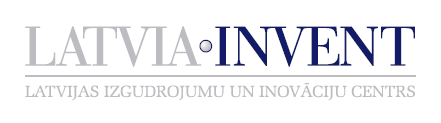 LATVIA INVENT
LATVIJAS IZGUDROJUMU UN INOVĀCIJU CENTRS